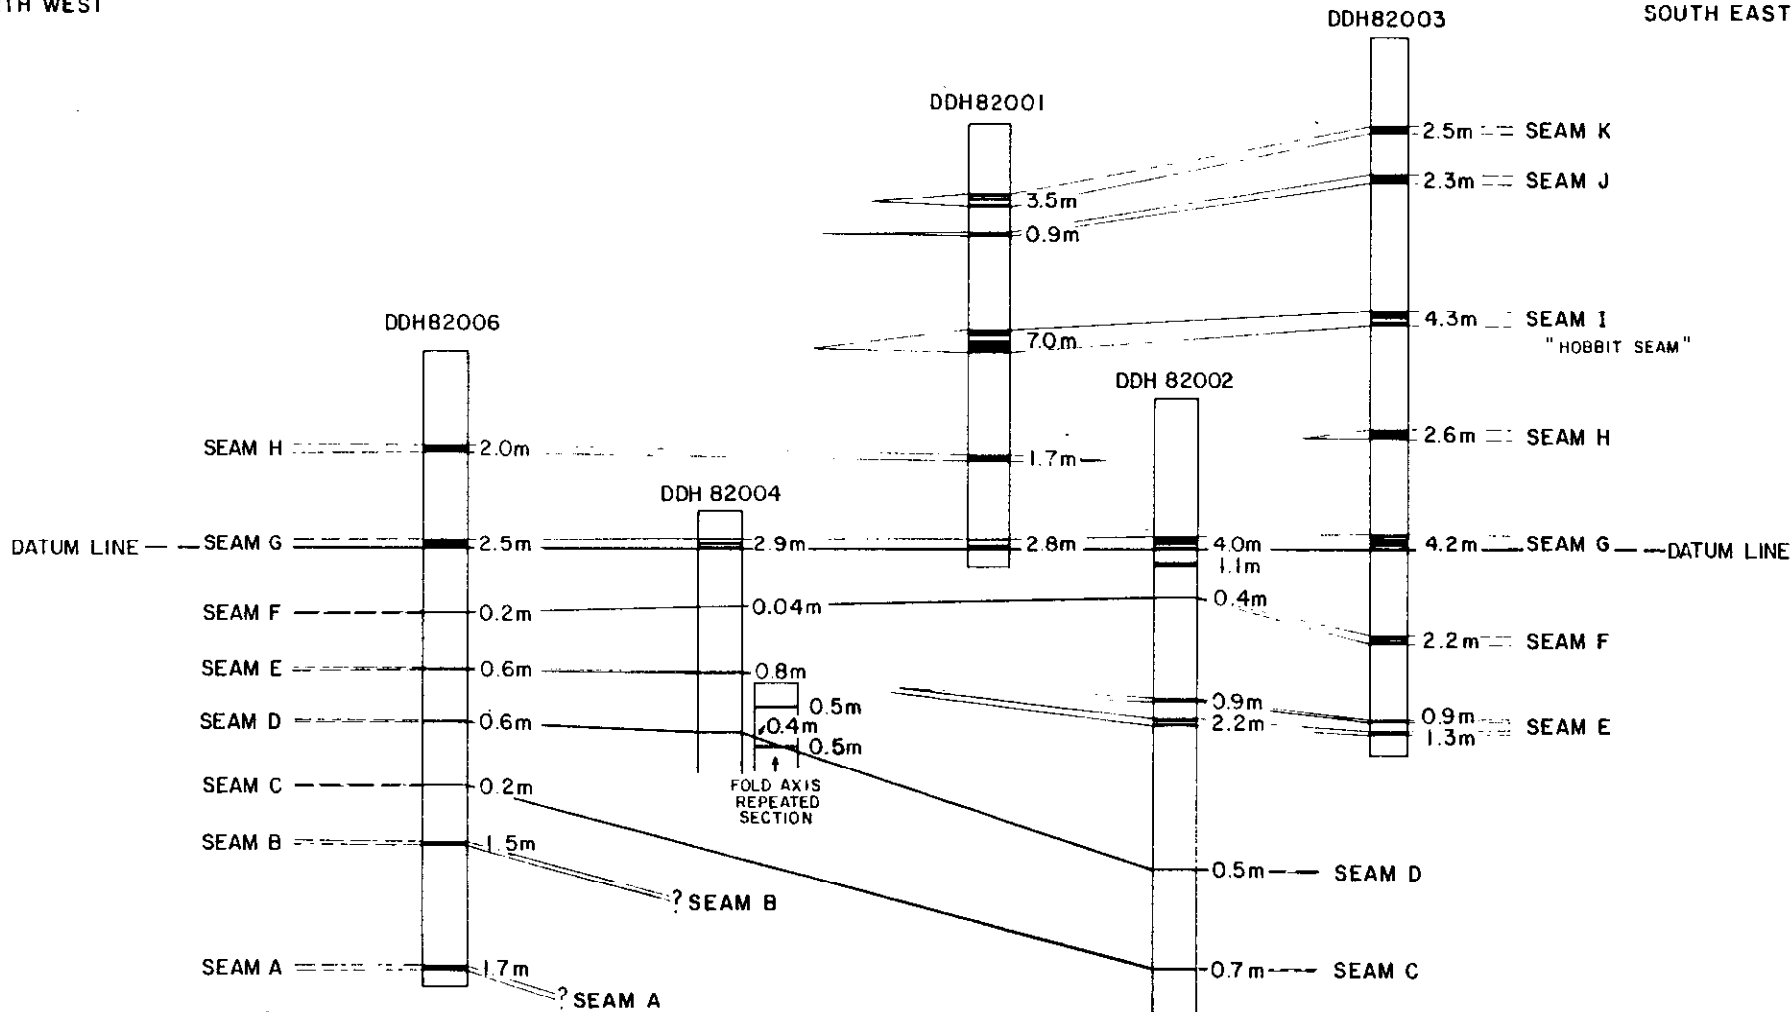 TH WEST
SOUTH EAST
DDH82003
DDH82001
2.5m SEAM K
2.3m SEAM J
3.5m
0.9m
DDH82006
4.3m SEAM I
"HOBBIT SEAM"
7.0m
DDH 82002
SEAM H 2.0m
1.7m
2.6m SEAM H
DDH 82004
DATUM LINE SEAM G 2.5m 2.9m 2.8m 4.0m 4.2m SEAM G DATUM LINE
1.1m
SEAM F 0.2m 0.04m 0.4m
2.2m SEAM F
SEAM E 0.6m 0.8m
0.5m
0.9m 0.9m
SEAM D 0.6m 0.4m 2.2m SEAM E
0.5m 1.3m
SEAM C 0.2m
FOLD AXIS
REPEATED
SECTION
SEAM B 1.5m
0.5m SEAM D
? SEAM B
SEAM A 1.7m
0.7m SEAM C
? SEAM A